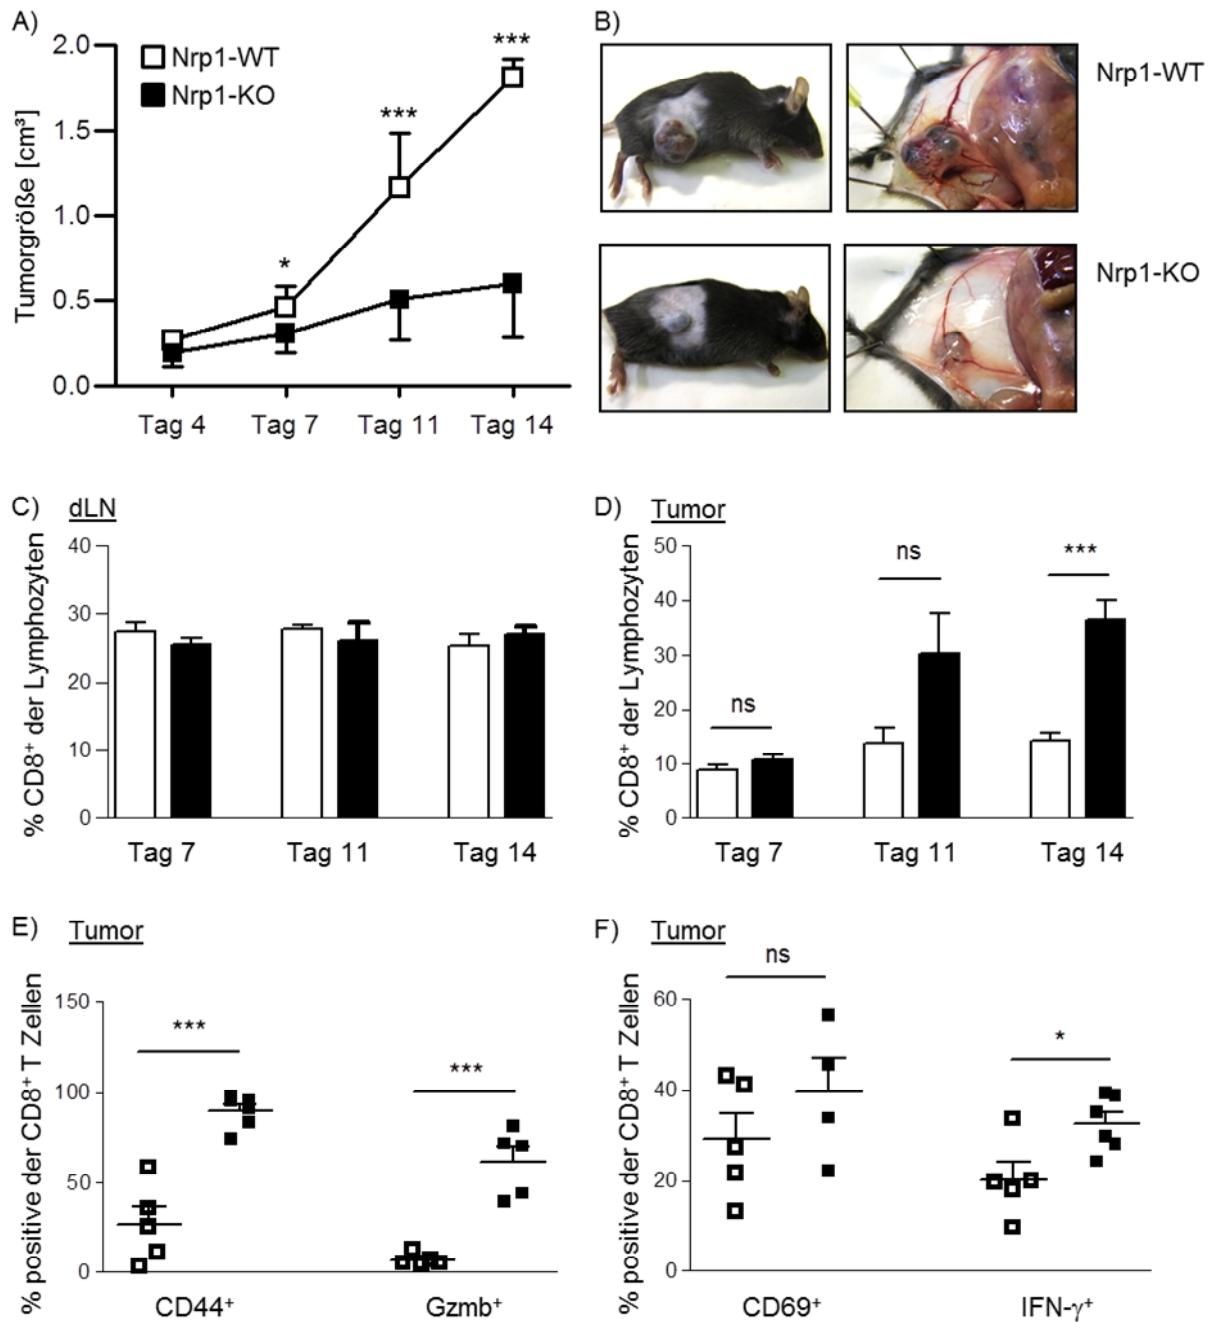 A)
Tumorgröße [cm³]
2.0
1.5
1.0
0.5
0.0
Nrp1-WT
Nrp1-KO
*
***
***
Tag 4 Tag 7 Tag 11 Tag 14
B)
Nrp1-WT
Nrp1-KO
C) dLN
% CD8⁺ der Lymphozyten
40
30
20
10
0
Tag 7 Tag 11 Tag 14
D) Tumor
% CD8⁺ der Lymphozyten
50
40
30
20
10
0
ns
ns
***
Tag 7 Tag 11 Tag 14
E) Tumor
% positive der CD8⁺ T Zellen
150
100
50
0
***
***
CD44⁺ Gzmb⁺
F) Tumor
% positive der CD8⁺ T Zellen
60
40
20
0
ns
*
CD69⁺ IFN-γ⁺